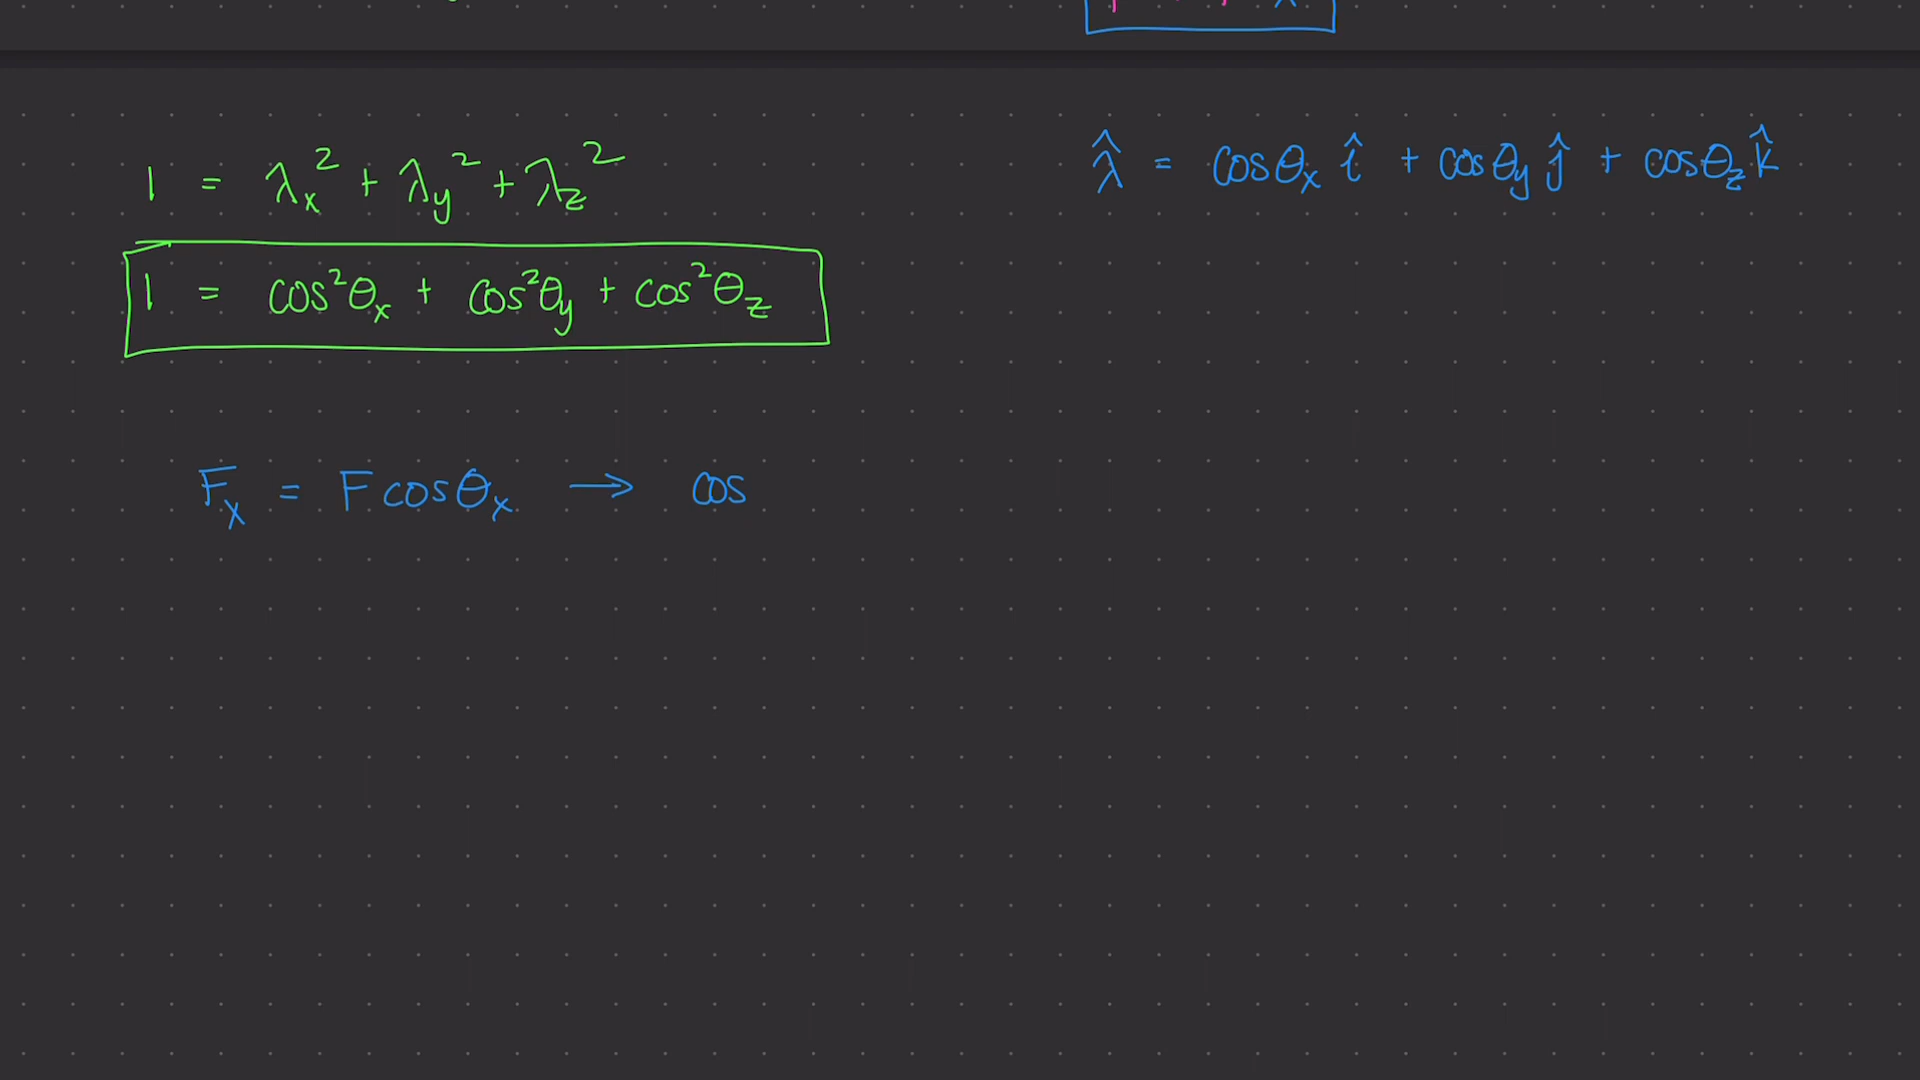 1 = λx² + λy² + λz²
λ̂ = cosθx î + cosθy ĵ + cosθz k̂
1 = cos²θx + cos²θy + cos²θz
Fx = F cosθx → cos